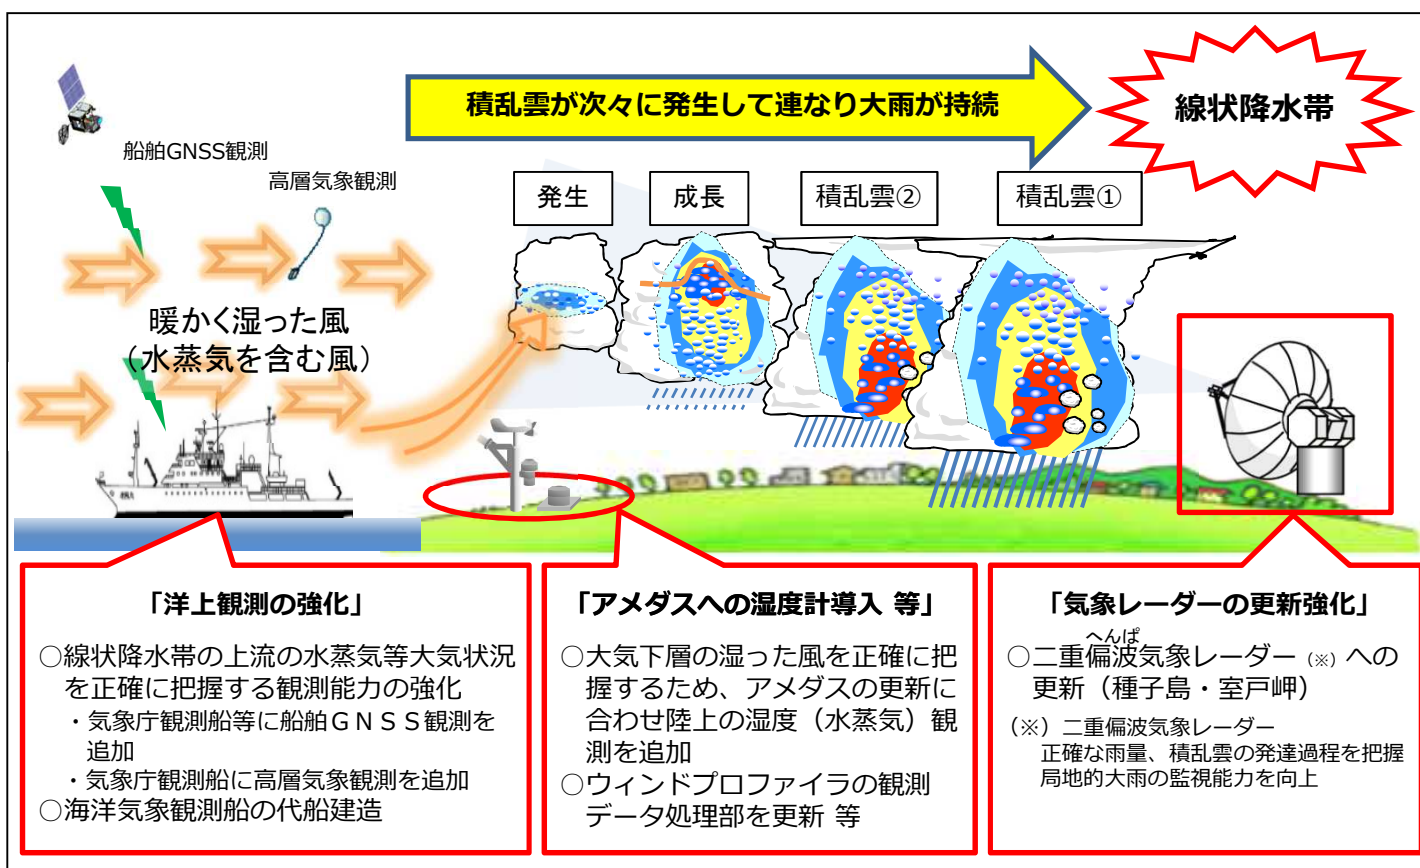 積乱雲が次々に発生して連なり大雨が持続
線状降水帯
船舶GNSS観測
高層気象観測
発生
成長
積乱雲②
積乱雲①
暖かく湿った風
（水蒸気を含む風）
「洋上観測の強化」
○線状降水帯の上流の水蒸気等大気状況
を正確に把握する観測能力の強化
・気象庁観測船等に船舶ＧＮＳＳ観測を
追加
・気象庁観測船に高層気象観測を追加
○海洋気象観測船の代船建造
「アメダスへの湿度計導入 等」
○大気下層の湿った風を正確に把
握するため、アメダスの更新に
合わせ陸上の湿度（水蒸気）観
測を追加
○ウィンドプロファイラの観測
データ処理部を更新 等
「気象レーダーの更新強化」
へんぱ
○二重偏波気象レーダー（※）への
更新（種子島・室戸岬）
（※）二重偏波気象レーダー
正確な雨量、積乱雲の発達過程を把握
局地的大雨の監視能力を向上